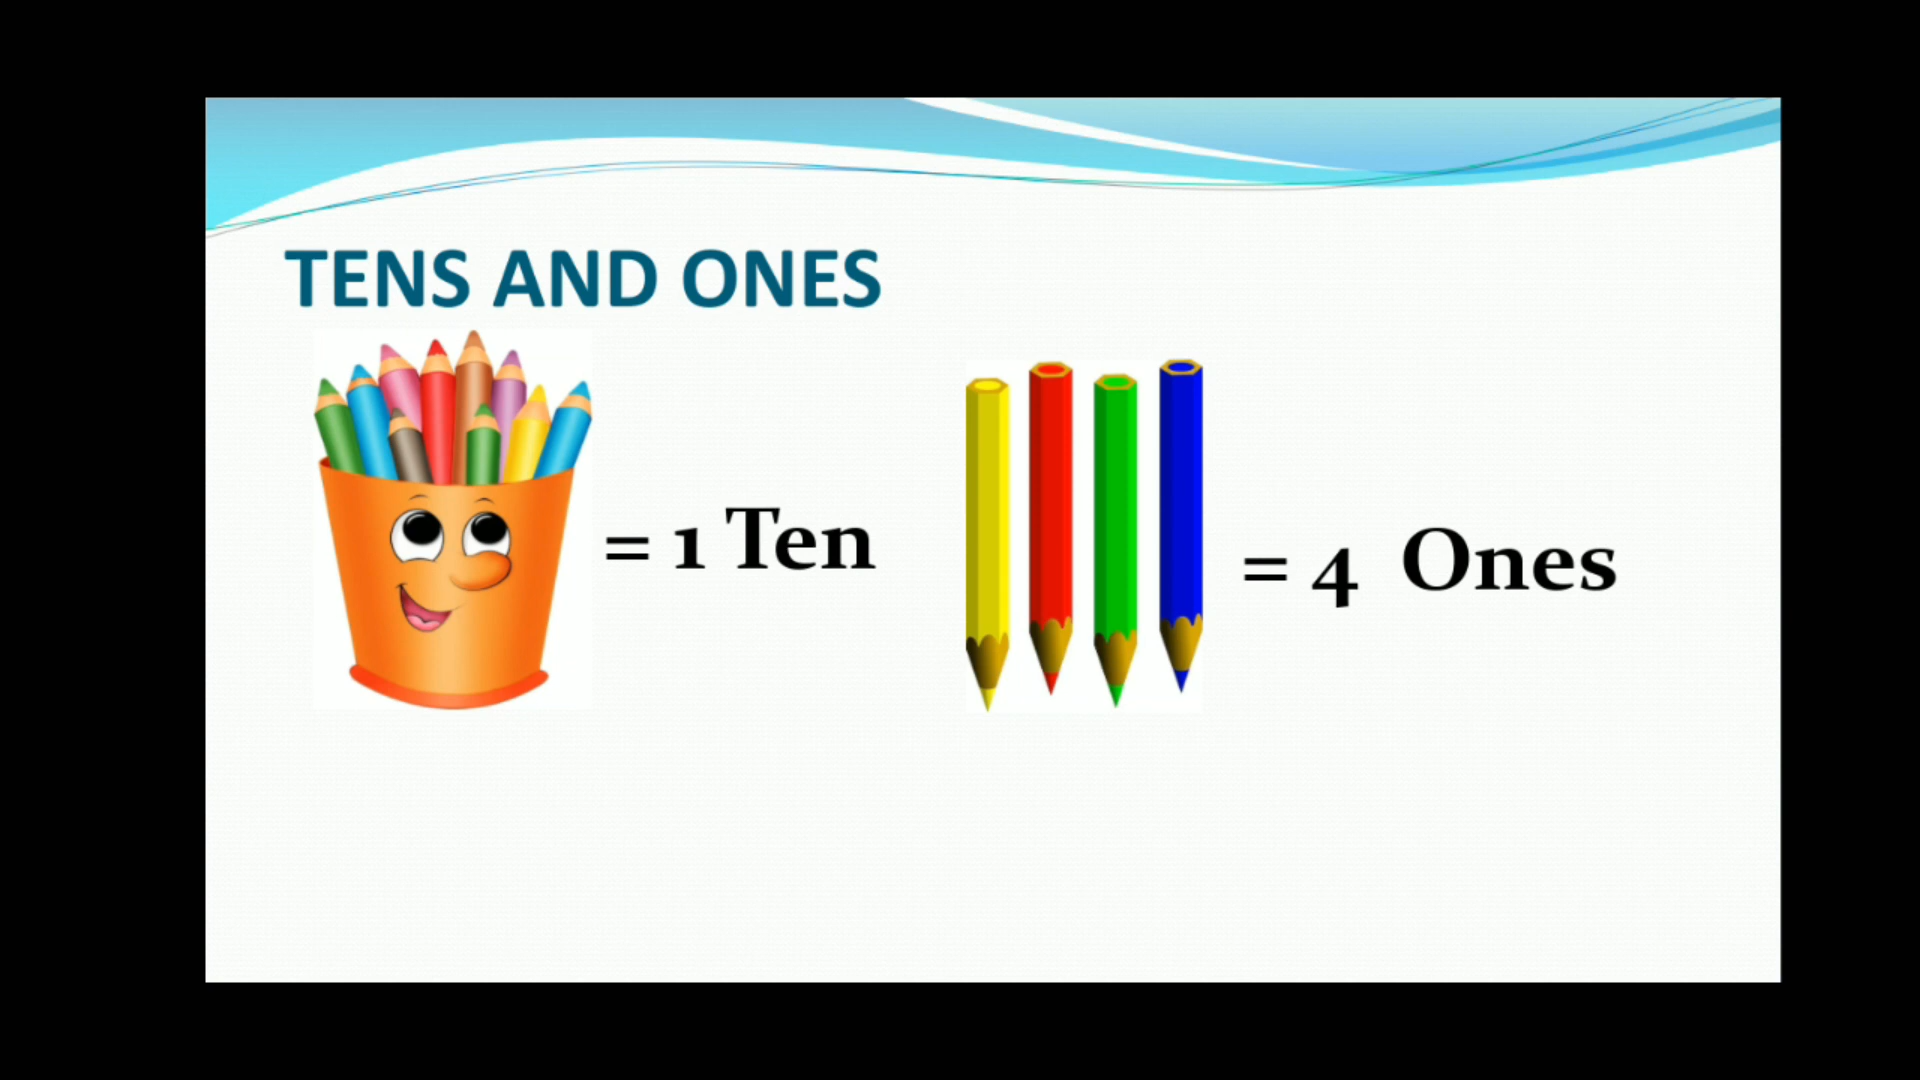 TENS AND ONES
= 1 Ten
= 4 Ones